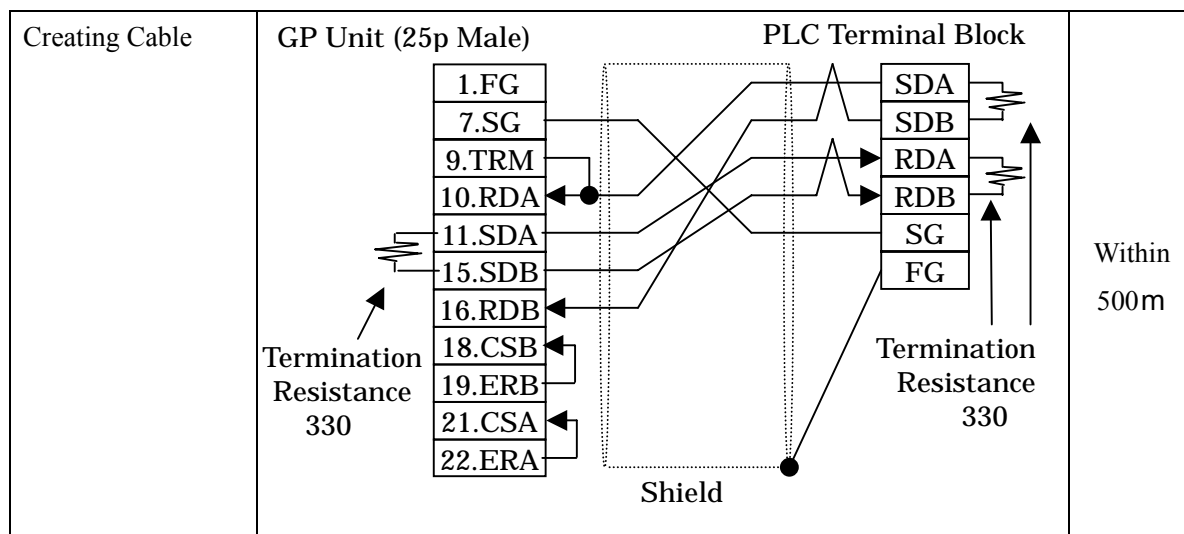 Creating Cable
GP Unit (25p Male)
PLC Terminal Block
1.FG
7.SG
9.TRM
10.RDA
11.SDA
15.SDB
16.RDB
18.CSB
19.ERB
21.CSA
22.ERA
Termination
Resistance
330
Shield
SDA
SDB
RDA
RDB
SG
FG
Termination
Resistance
330
Within
500m